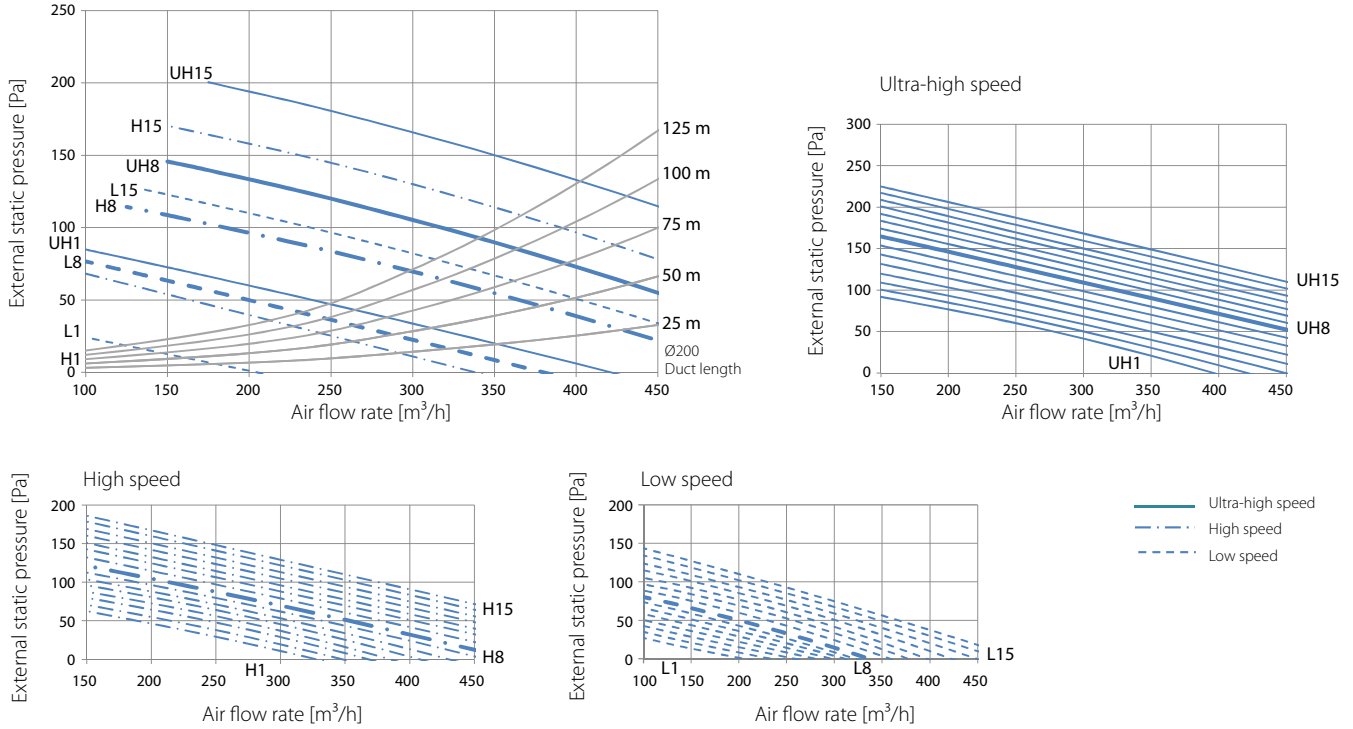 External static pressure [Pa]
250
200
150
100
50
0
UH15
H15
UH8
L15
H8
UH1
L8
L1
H1
125 m
100 m
75 m
50 m
25 m
Ø200
Duct length
100 150 200 250 300 350 400 450
Air flow rate [m³/h]
Ultra-high speed
External static pressure [Pa]
300
250
200
150
100
50
0
UH15
UH8
UH1
150 200 250 300 350 400 450
Air flow rate [m³/h]
High speed
External static pressure [Pa]
200
150
100
50
0
H15
H8
H1
150 200 250 300 350 400 450
Air flow rate [m³/h]
Low speed
External static pressure [Pa]
200
150
100
50
0
L1
L8
L15
100 150 200 250 300 350 400 450
Air flow rate [m³/h]
Ultra-high speed
High speed
Low speed